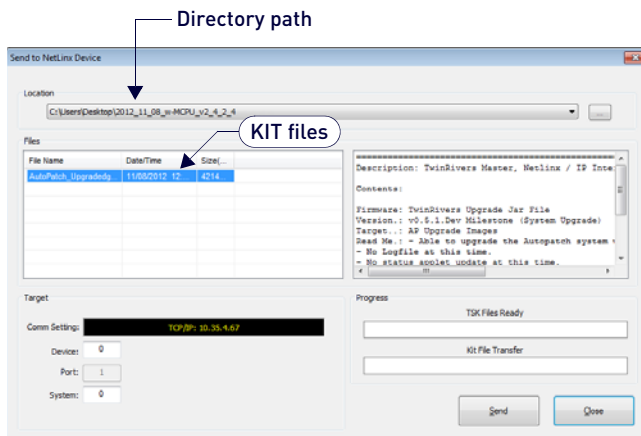 Directory path
Send to NetLinx Device
Location
C:\Users\Desktop\2012_11_08_w-MCPU_v2_4_2_4
...
KIT files
Files
File Name Date/Time Size(...
AutoPatch_Upgradedg... 11/08/2012 12:... 4214...
Description: TwinRivers Master, Netlinx / IP Inte
Contents:
Firmware: TwinRivers Upgrade Jar File
Version.: v0.5.1.Dev Milestone (System Upgrade)
Target..: AP Upgrade Images
Read Me.: - Able to upgrade the Autopatch system
- No Logfile at this time.
- No status applet update at this time.
Target
Comm Setting: TCP/IP: 10.35.4.67
Device: 0
Port: 1
System: 0
Progress
TSK Files Ready
Kit File Transfer
Send
Close